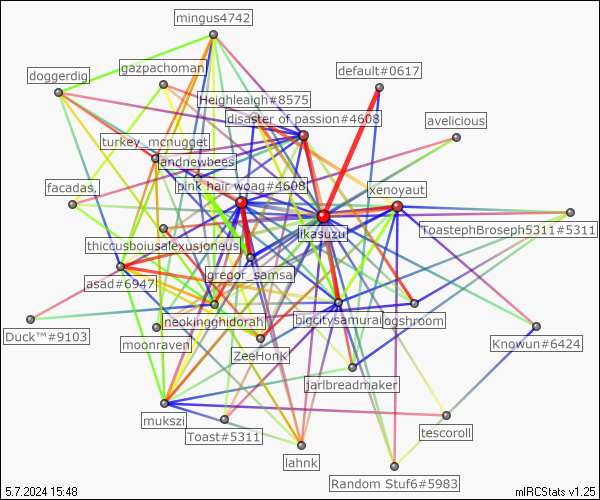 mingus4742
gazpachoman
default#0617
doggerdig
Heighleaigh#8575
disaster of passion#4608
avelicious
turkey_mcnugget
andnewbees
pink hair woag#4608
xenoyaut
facadas.
ikasuzu
ToastephBroseph5311#5311
thiccusboiusalexusjoneus
gregor_samsa
asad#6947
neokingghidorah
bigcitysamurai
ogshroom
Duck™#9103
moonraven
ZeeHonK
Knowun#6424
jarlbreadmaker
mukszi
Toast#5311
tescoroll
lahnk
Random Stuf6#5983
5.7.2024 15:48
mIRCStats v1.25